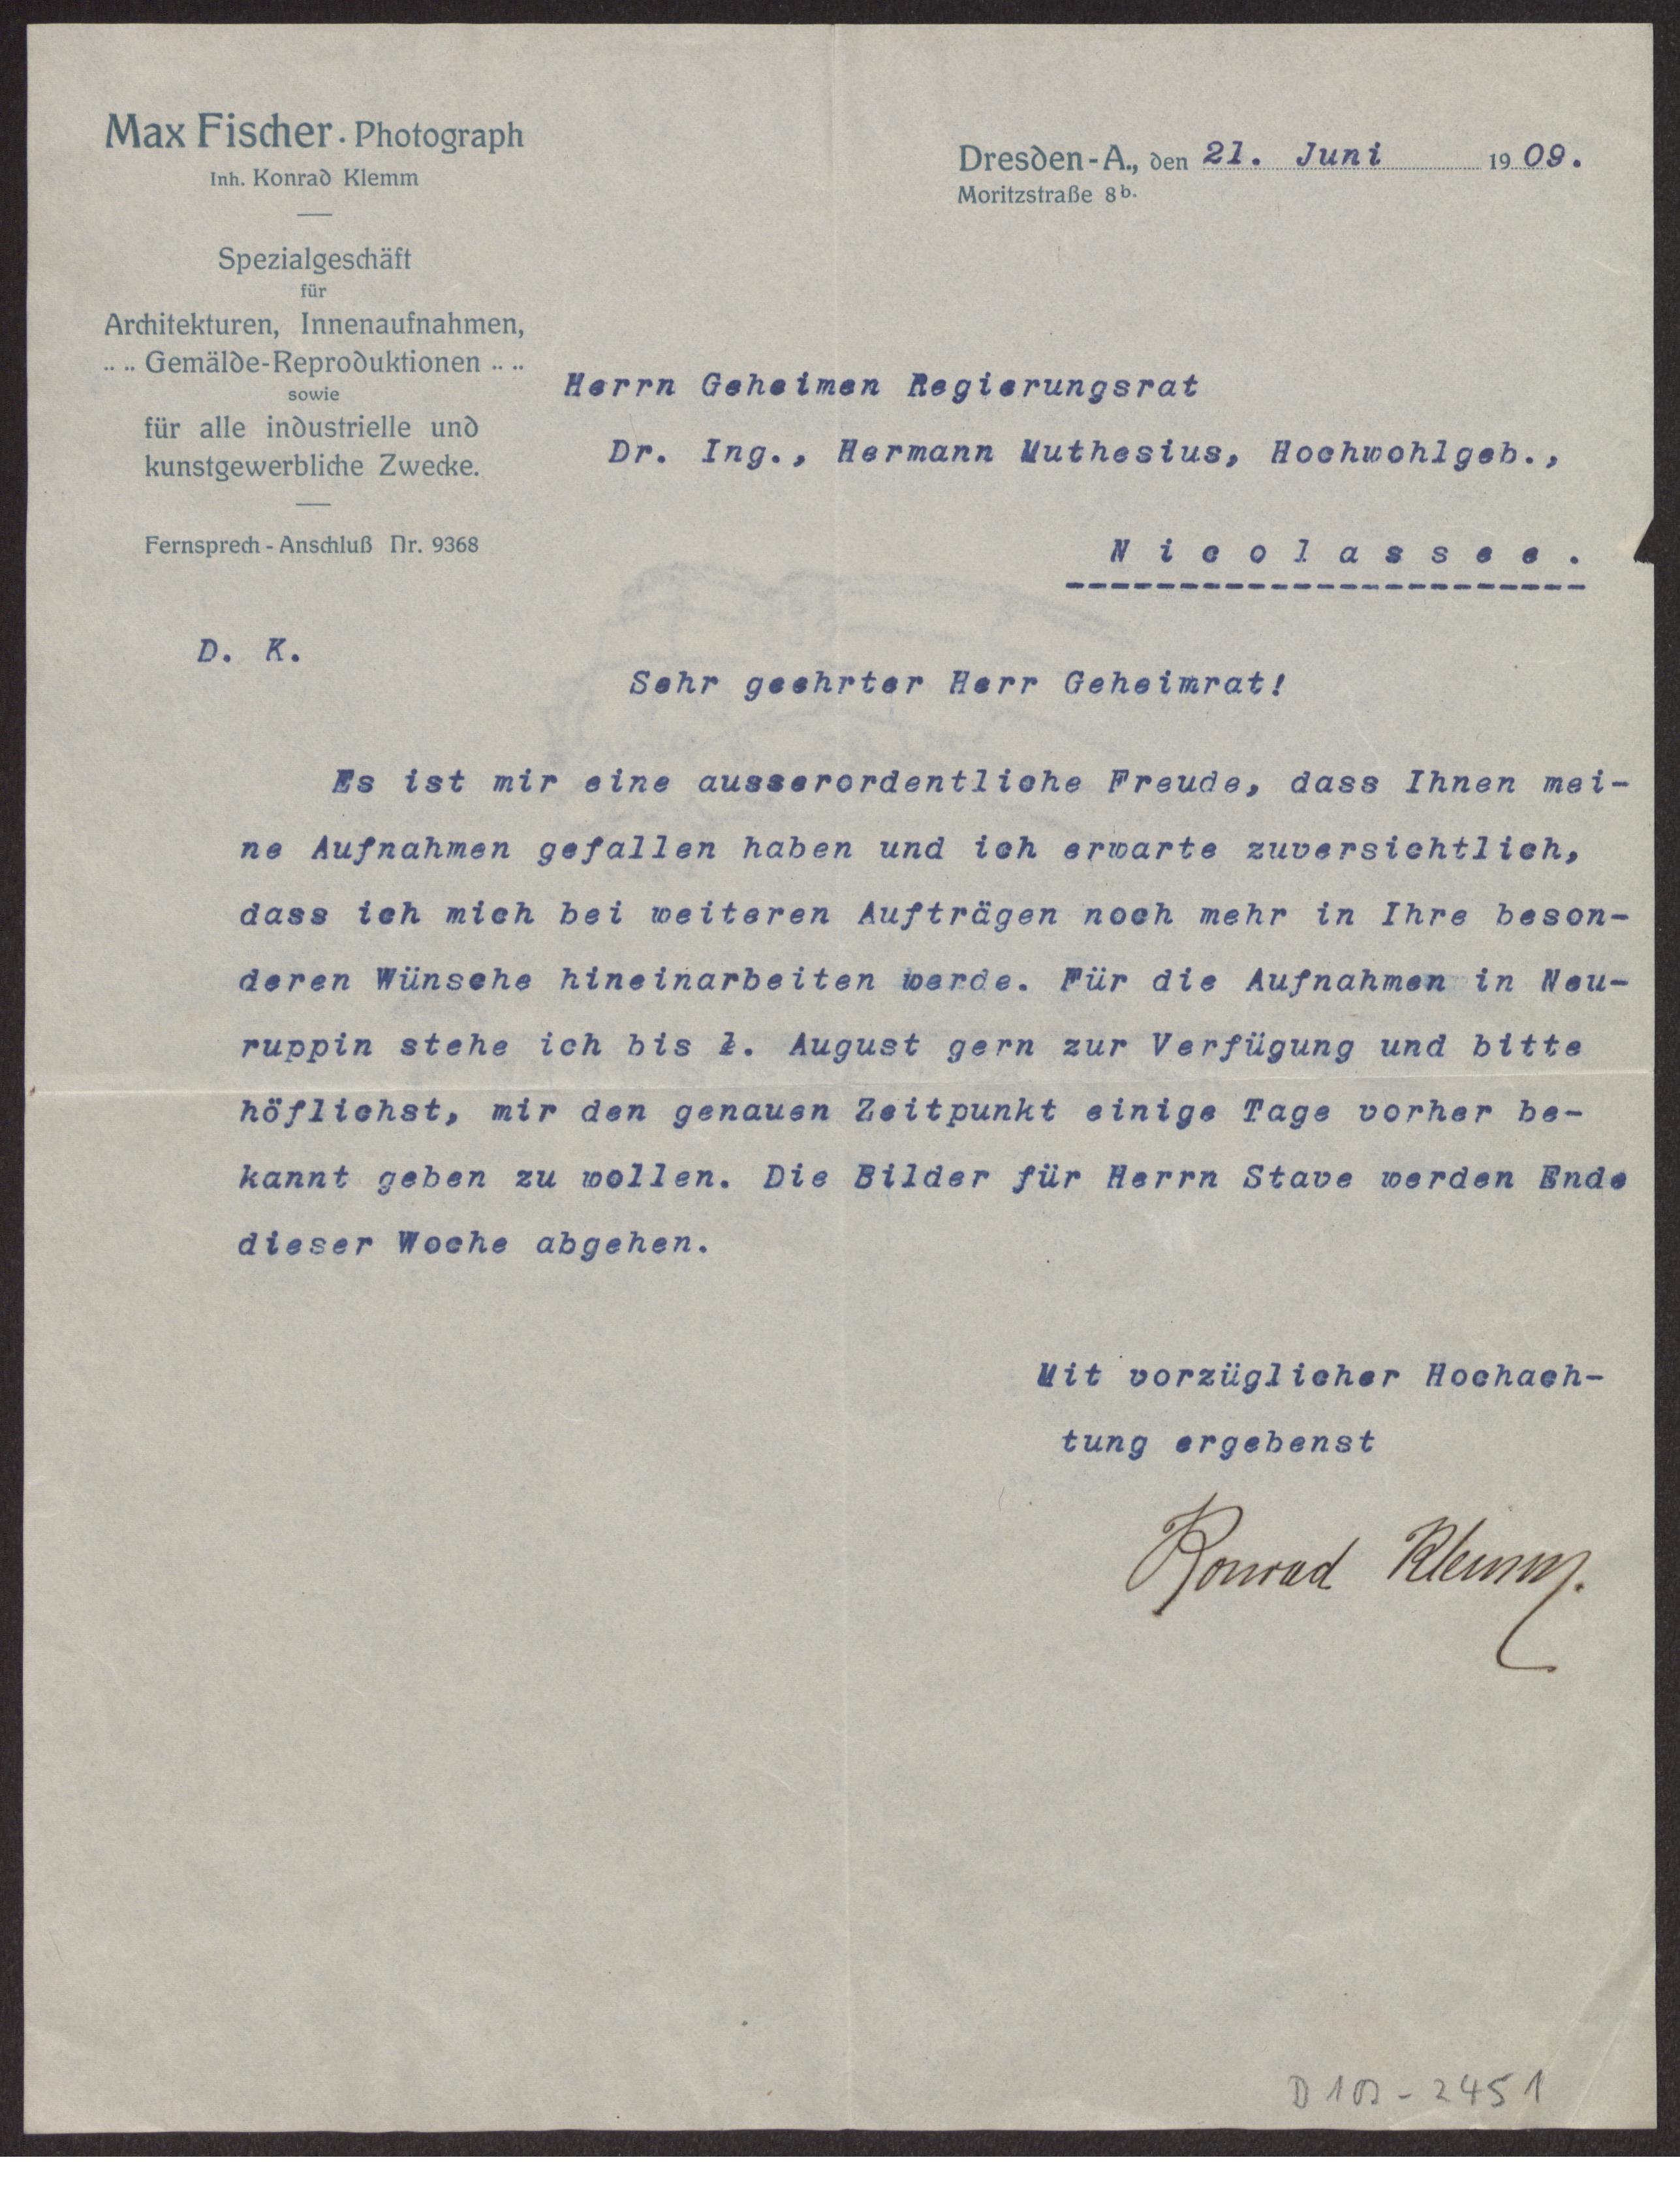 Max Fischer · Photograph
Inh. Konrad Klemm
Spezialgeschäft
für
Architekturen, Innenaufnahmen,
.. .. Gemälde-Reproduktionen .. ..
sowie
für alle industrielle und
kunstgewerbliche Zwecke.
Fernsprech - Anschluß Nr. 9368
Dresden-A., den 21. Juni 1909.
Moritzstraße 8b.
Herrn Geheimen Regierungsrat
Dr. Ing., Hermann Muthesius, Hochwohlgeb.,
N i c o l a s s e e .
D. K.
Sehr geehrter Herr Geheimrat!
Es ist mir eine ausserordentliche Freude, dass Ihnen mei-
ne Aufnahmen gefallen haben und ich erwarte zuversichtlich,
dass ich mich bei weiteren Aufträgen noch mehr in Ihre beson-
deren Wünsche hineinarbeiten werde. Für die Aufnahmen in Neu-
ruppin stehe ich bis 1. August gern zur Verfügung und bitte
höflichst, mir den genauen Zeitpunkt einige Tage vorher be-
kannt geben zu wollen. Die Bilder für Herrn Stave werden Ende
dieser Woche abgehen.
Mit vorzüglicher Hochach-
tung ergebenst
Konrad Klemm.
D 102 - 2451